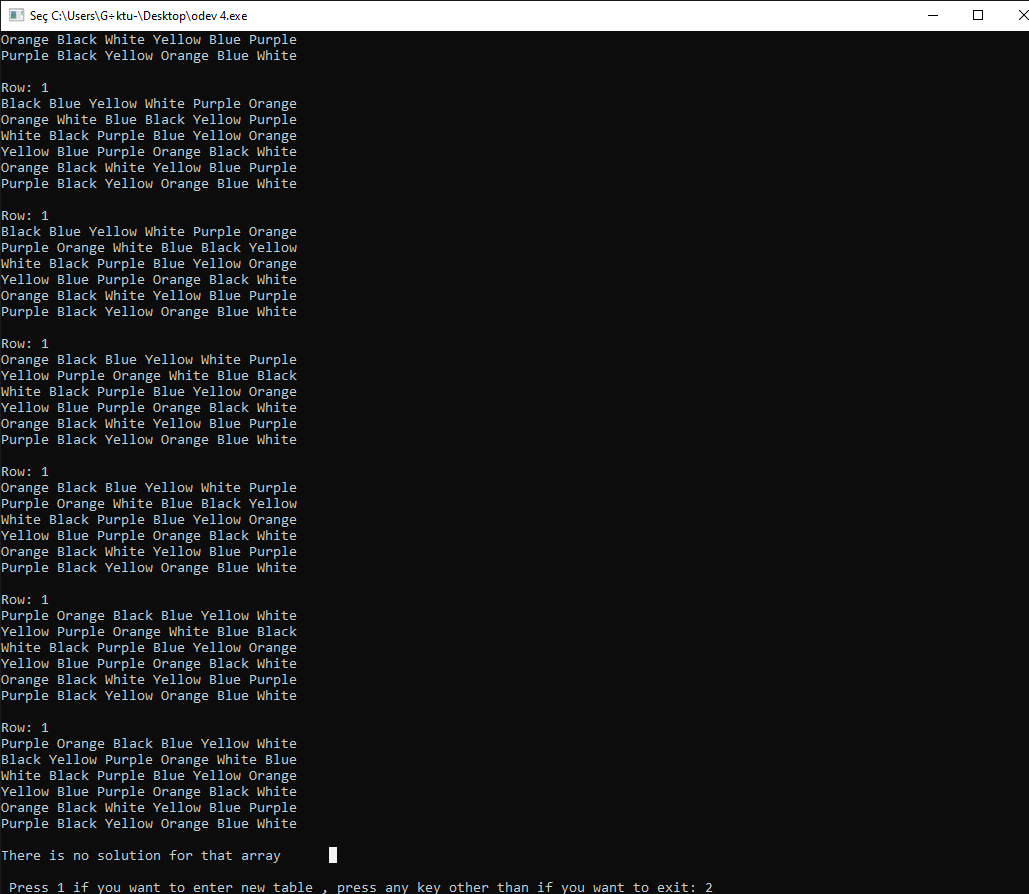 Seç C:\Users\G÷ktu-\Desktop\odev 4.exe
Orange Black White Yellow Blue Purple
Purple Black Yellow Orange Blue White
Row: 1
Black Blue Yellow White Purple Orange
Orange White Blue Black Yellow Purple
White Black Purple Blue Yellow Orange
Yellow Blue Purple Orange Black White
Orange Black White Yellow Blue Purple
Purple Black Yellow Orange Blue White
Row: 1
Black Blue Yellow White Purple Orange
Purple Orange White Blue Black Yellow
White Black Purple Blue Yellow Orange
Yellow Blue Purple Orange Black White
Orange Black White Yellow Blue Purple
Purple Black Yellow Orange Blue White
Row: 1
Orange Black Blue Yellow White Purple
Yellow Purple Orange White Blue Black
White Black Purple Blue Yellow Orange
Yellow Blue Purple Orange Black White
Orange Black White Yellow Blue Purple
Purple Black Yellow Orange Blue White
Row: 1
Orange Black Blue Yellow White Purple
Purple Orange White Blue Black Yellow
White Black Purple Blue Yellow Orange
Yellow Blue Purple Orange Black White
Orange Black White Yellow Blue Purple
Purple Black Yellow Orange Blue White
Row: 1
Purple Orange Black Blue Yellow White
Yellow Purple Orange White Blue Black
White Black Purple Blue Yellow Orange
Yellow Blue Purple Orange Black White
Orange Black White Yellow Blue Purple
Purple Black Yellow Orange Blue White
Row: 1
Purple Orange Black Blue Yellow White
Black Yellow Purple Orange White Blue
White Black Purple Blue Yellow Orange
Yellow Blue Purple Orange Black White
Orange Black White Yellow Blue Purple
Purple Black Yellow Orange Blue White
There is no solution for that array
Press 1 if you want to enter new table , press any key other than if you want to exit: 2